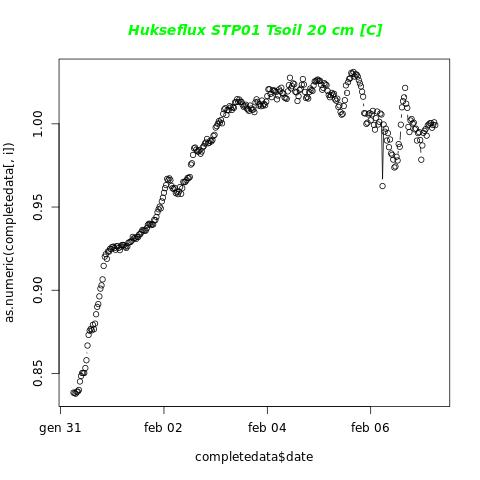 Hukseflux STP01 Tsoil 20 cm [C]
as.numeric(completedata[, i])
1.00
0.95
0.90
0.85
gen 31 feb 02 feb 04 feb 06
completedata$date